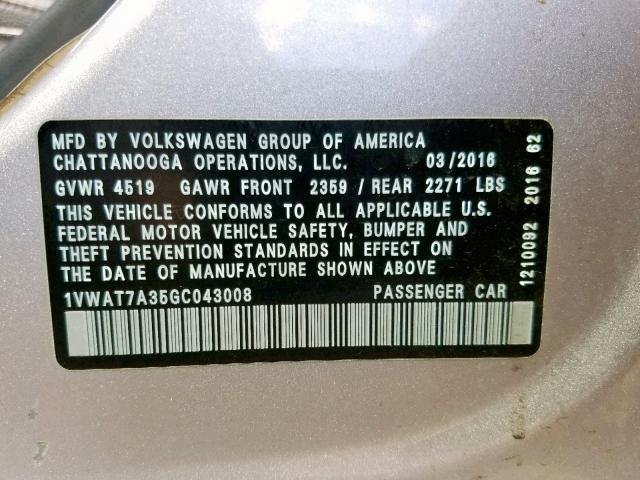 MFD BY VOLKSWAGEN GROUP OF AMERICA
CHATTANOOGA OPERATIONS, LLC. 03/2016
GVWR 4519 GAWR FRONT 2359 / REAR 2271 LBS
THIS VEHICLE CONFORMS TO ALL APPLICABLE U.S.
FEDERAL MOTOR VEHICLE SAFETY, BUMPER AND
THEFT PREVENTION STANDARDS IN EFFECT ON
THE DATE OF MANUFACTURE SHOWN ABOVE
1VWAT7A35GC043008 PASSENGER CAR
1210092 2016 62